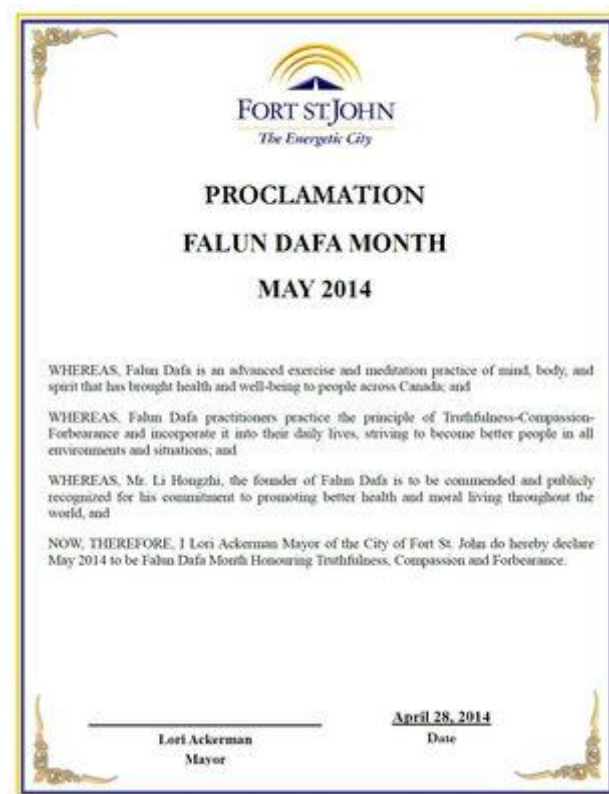 FORT ST.JOHN
The Energetic City
PROCLAMATION
FALUN DAFA MONTH
MAY 2014
WHEREAS, Falun Dafa is an advanced exercise and meditation practice of mind, body, and
spirit that has brought health and well-being to people across Canada; and
WHEREAS, Falun Dafa practitioners practice the principle of Truthfulness-Compassion-
Forbearance and incorporate it into their daily lives, striving to become better people in all
environments and situations; and
WHEREAS, Mr. Li Hongzhi, the founder of Falun Dafa is to be commended and publicly
recognized for his commitment to promoting better health and moral living throughout the
world, and
NOW, THEREFORE, I Lori Ackerman Mayor of the City of Fort St. John do hereby declare
May 2014 to be Falun Dafa Month Honouring Truthfulness, Compassion and Forbearance.
April 28, 2014
Lori Ackerman Date
Mayor